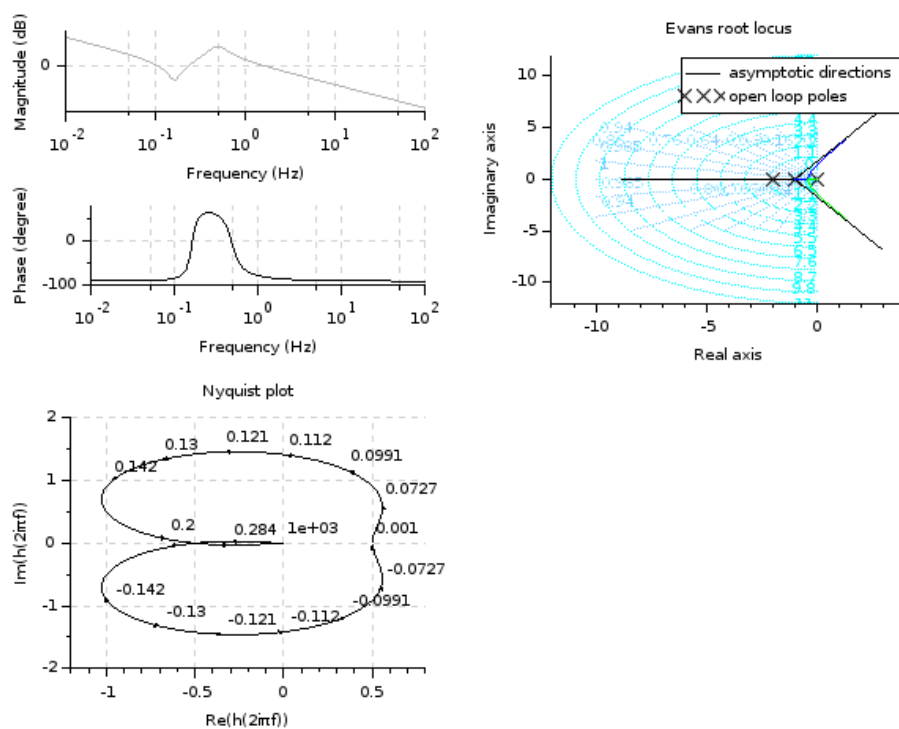 Magnitude (dB)
0
10^-2 10^-1 10^0 10^1 10^2
Frequency (Hz)
Phase (degree)
0
-100
10^-2 10^-1 10^0 10^1 10^2
Frequency (Hz)
Evans root locus
asymptotic directions
open loop poles
Imaginary axis
10
5
0
-5
-10
-10 -5 0
Real axis
Nyquist plot
Im(h(2iπf))
2
1
0
-1
-2
0.142 0.13 0.121 0.112 0.0991
0.0727
0.2 0.284 1e+03 0.001
-0.0727
-0.142 -0.13 -0.121 -0.112 -0.0991
-1 -0.5 0 0.5
Re(h(2iπf))